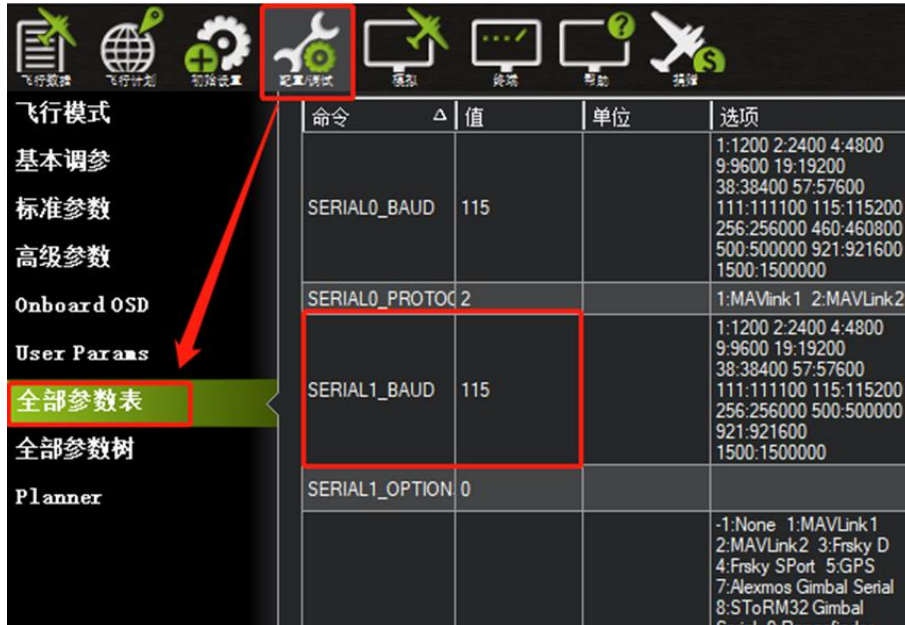 飞行数据 飞行计划 初始设置 配置/调试 模拟 终端 帮助 捐赠
飞行模式
基本调参
标准参数
高级参数
Onboard OSD
User Params
全部参数表
全部参数树
Planner
命令 值 单位 选项
1:1200 2:2400 4:4800
9:9600 19:19200
38:38400 57:57600
SERIAL0_BAUD 115 111:111100 115:115200
256:256000 460:460800
500:500000 921:921600
1500:1500000
SERIAL0_PROTOC 2 1:MAVlink1 2:MAVLink2
1:1200 2:2400 4:4800
9:9600 19:19200
38:38400 57:57600
SERIAL1_BAUD 115 111:111100 115:115200
256:256000 500:500000
921:921600
1500:1500000
SERIAL1_OPTION 0
-1:None 1:MAVLink1
2:MAVLink2 3:Frsky D
4:Frsky SPort 5:GPS
7:Alexmos Gimbal Serial
8:SToRM32 Gimbal